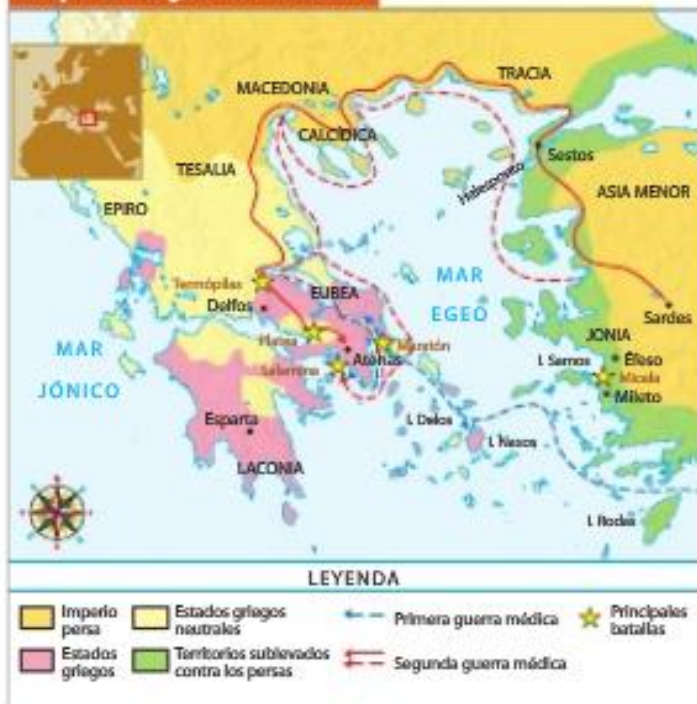 MACEDONIA
TRACIA
CALCÍDICA
TESALIA
Sestos
Helesponto
ASIA MENOR
EPIRO
Termópilas
EUBEA
MAR
EGEO
Delfos
Sardes
Platea
Maratón
JONIA
MAR
JÓNICO
Atenas
Salamina
I. Samos
Éfeso
Micala
Mileto
Esparta
I. Delos
I. Naxos
LACONIA
I. Rodas
LEYENDA
Imperio
persa
Estados griegos
neutrales
Primera guerra médica
Principales
batallas
Estados
griegos
Territorios sublevados
contra los persas
Segunda guerra médica